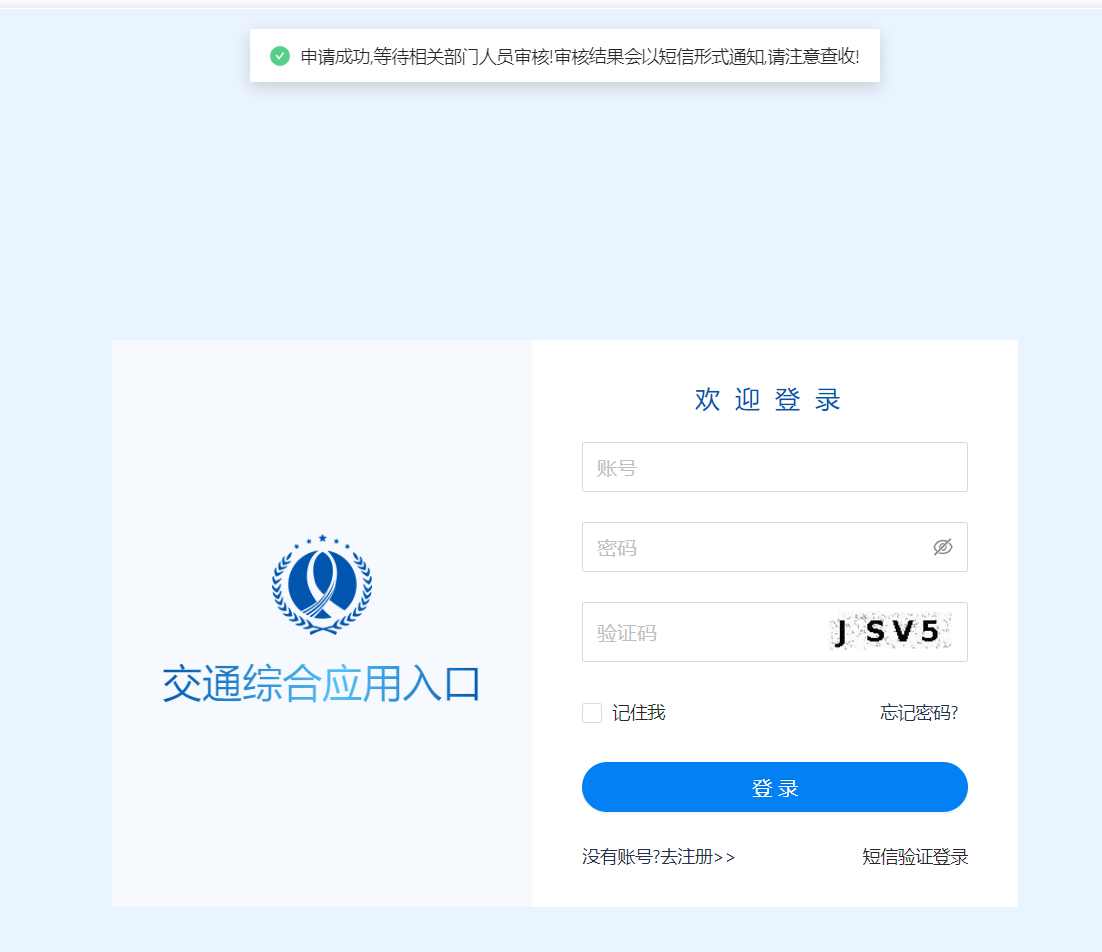 申请成功,等待相关部门人员审核!审核结果会以短信形式通知,请注意查收!
欢迎登录
账号
密码
验证码
JSV5
交通综合应用入口
记住我
忘记密码?
登录
没有账号?去注册>>
短信验证登录